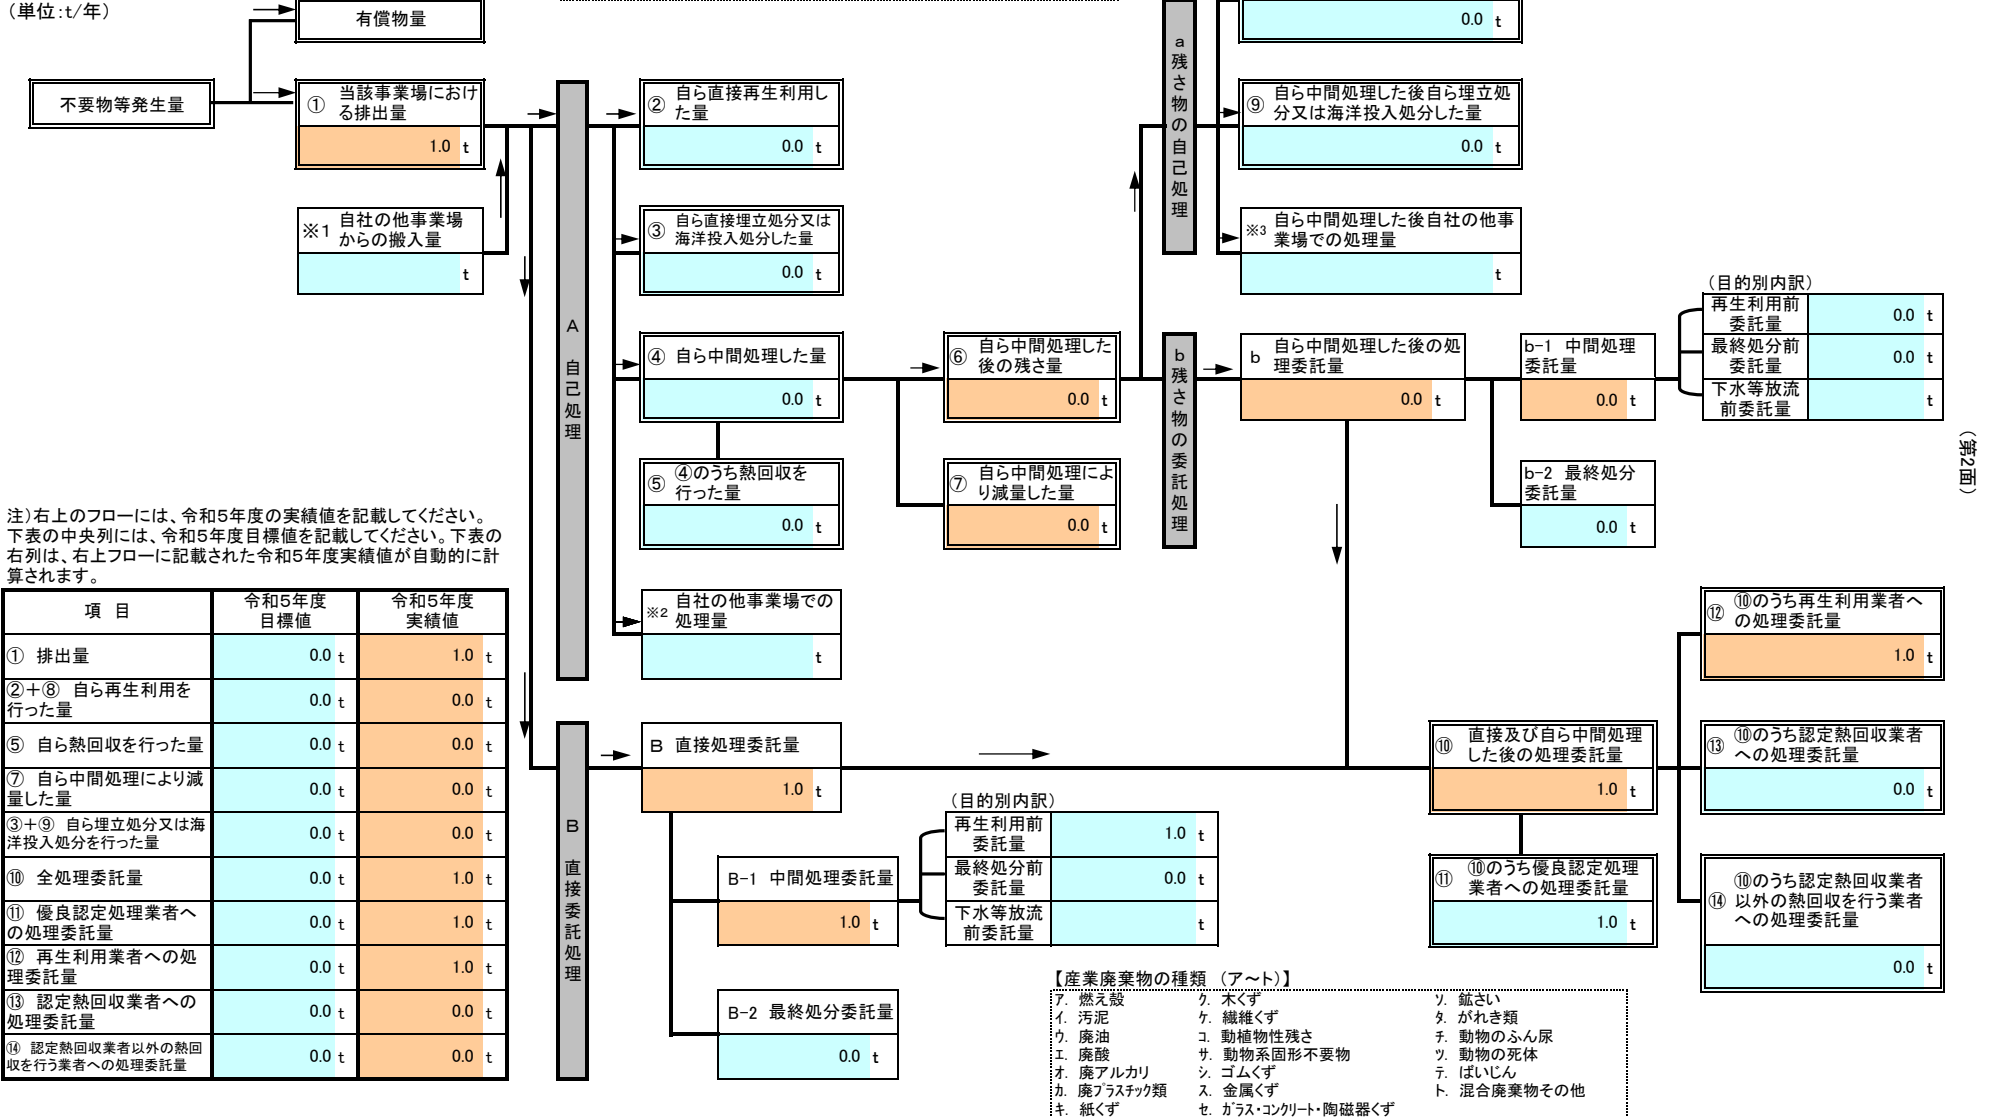 （単位：ｔ/年）
有償物量
不要物等発生量
① 当該事業場におけ
る排出量
1.0 t
※1 自社の他事業場
からの搬入量
t
A 自己処理
② 自ら直接再生利用し
た量
0.0 t
③ 自ら直接埋立処分又は
海洋投入処分した量
0.0 t
④ 自ら中間処理した量
0.0 t
⑤ ④のうち熱回収を
行った量
0.0 t
※2 自社の他事業場での
処理量
t
⑥ 自ら中間処理した
後の残さ量
0.0 t
⑦ 自ら中間処理によ
り減量した量
0.0 t
a 残さ物の自己処理
0.0 t
⑨ 自ら中間処理した後自ら埋立処
分又は海洋投入処分した量
0.0 t
※3 自ら中間処理した後自社の他事
業場での処理量
t
b 残さ物の委託処理
b 自ら中間処理した後の処
理委託量
0.0 t
b-1 中間処理
委託量
0.0 t
b-2 最終処分
委託量
0.0 t
（目的別内訳）
再生利用前
委託量
0.0 t
最終処分前
委託量
0.0 t
下水等放流
前委託量
t
（第2面）
注）右上のフローには、令和5年度の実績値を記載してください。
下表の中央列には、令和5年度目標値を記載してください。下表の
右列は、右上フローに記載された令和5年度実績値が自動的に計
算されます。
項 目
令和5年度
目標値
令和5年度
実績値
① 排出量 0.0 t 1.0 t
②＋⑧ 自ら再生利用を
行った量 0.0 t 0.0 t
⑤ 自ら熱回収を行った量 0.0 t 0.0 t
⑦ 自ら中間処理により減
量した量 0.0 t 0.0 t
③＋⑨ 自ら埋立処分又は海
洋投入処分を行った量 0.0 t 0.0 t
⑩ 全処理委託量 0.0 t 1.0 t
⑪ 優良認定処理業者へ
の処理委託量 0.0 t 1.0 t
⑫ 再生利用業者への処
理委託量 0.0 t 1.0 t
⑬ 認定熱回収業者への
処理委託量 0.0 t 0.0 t
⑭ 認定熱回収業者以外の熱回
収を行う業者への処理委託量 0.0 t 0.0 t
B 直接委託処理
B 直接処理委託量
1.0 t
B-1 中間処理委託量
1.0 t
B-2 最終処分委託量
0.0 t
（目的別内訳）
再生利用前
委託量
1.0 t
最終処分前
委託量
0.0 t
下水等放流
前委託量
t
⑩ 直接及び自ら中間処理
した後の処理委託量
1.0 t
⑪ ⑩のうち優良認定処理
業者への処理委託量
1.0 t
⑫ ⑩のうち再生利用業者へ
の処理委託量
1.0 t
⑬ ⑩のうち認定熱回収業者
への処理委託量
0.0 t
⑭ ⑩のうち認定熱回収業者
以外の熱回収を行う業者
への処理委託量
0.0 t
【産業廃棄物の種類 （ア～ト）】
ｱ. 燃え殻
ｲ. 汚泥
ｳ. 廃油
ｴ. 廃酸
ｵ. 廃アルカリ
ｶ. 廃ﾌﾟﾗｽﾁｯｸ類
ｷ. 紙くず
ｸ. 木くず
ｹ. 繊維くず
ｺ. 動植物性残さ
ｻ. 動物系固形不要物
ｼ. ゴムくず
ｽ. 金属くず
ｾ. ｶﾞﾗｽ・ｺﾝｸﾘｰﾄ・陶磁器くず
ｿ. 鉱さい
ﾀ. がれき類
ﾁ. 動物のふん尿
ﾂ. 動物の死体
ﾃ. ばいじん
ﾄ. 混合廃棄物その他